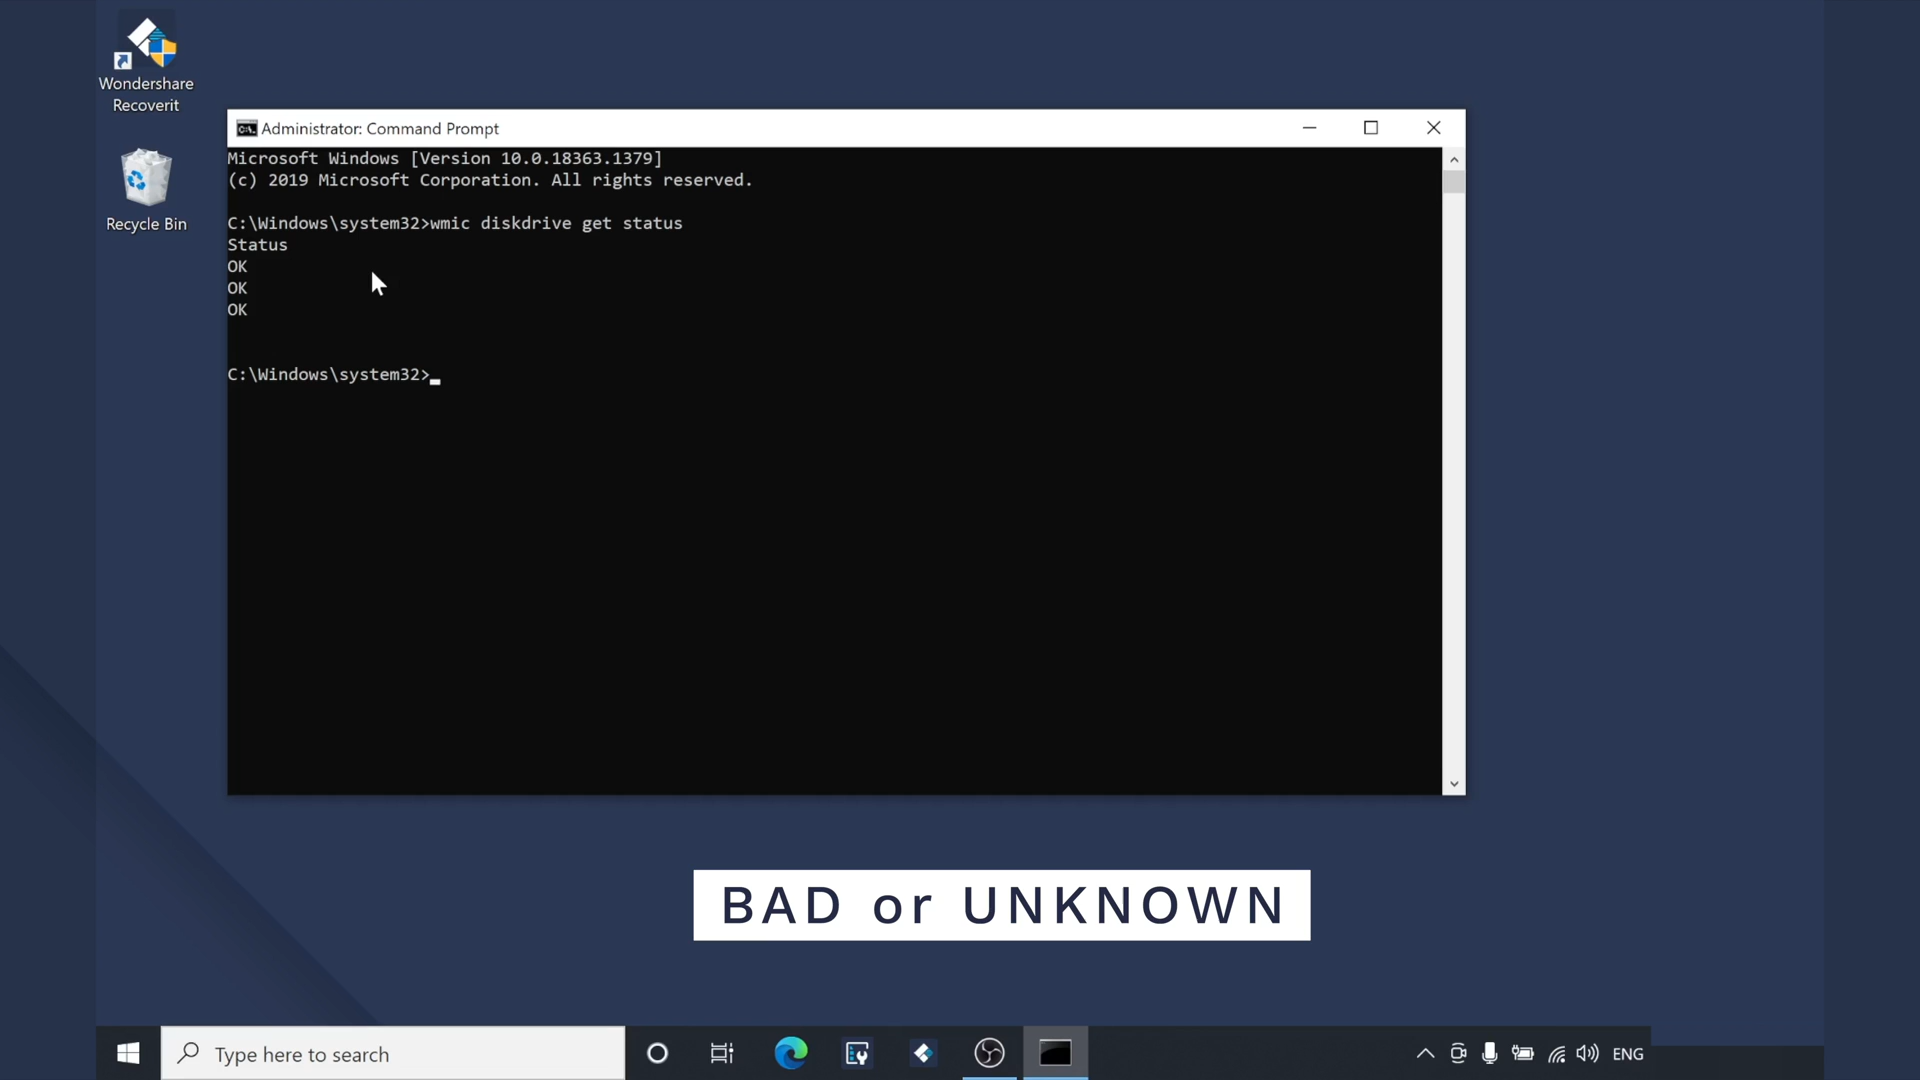 Wondershare
Recoverit
Recycle Bin
Administrator: Command Prompt
Microsoft Windows [Version 10.0.18363.1379]
(c) 2019 Microsoft Corporation. All rights reserved.
C:\Windows\system32>wmic diskdrive get status
Status
OK
OK
OK
C:\Windows\system32>
BAD or UNKNOWN
Type here to search
ENG